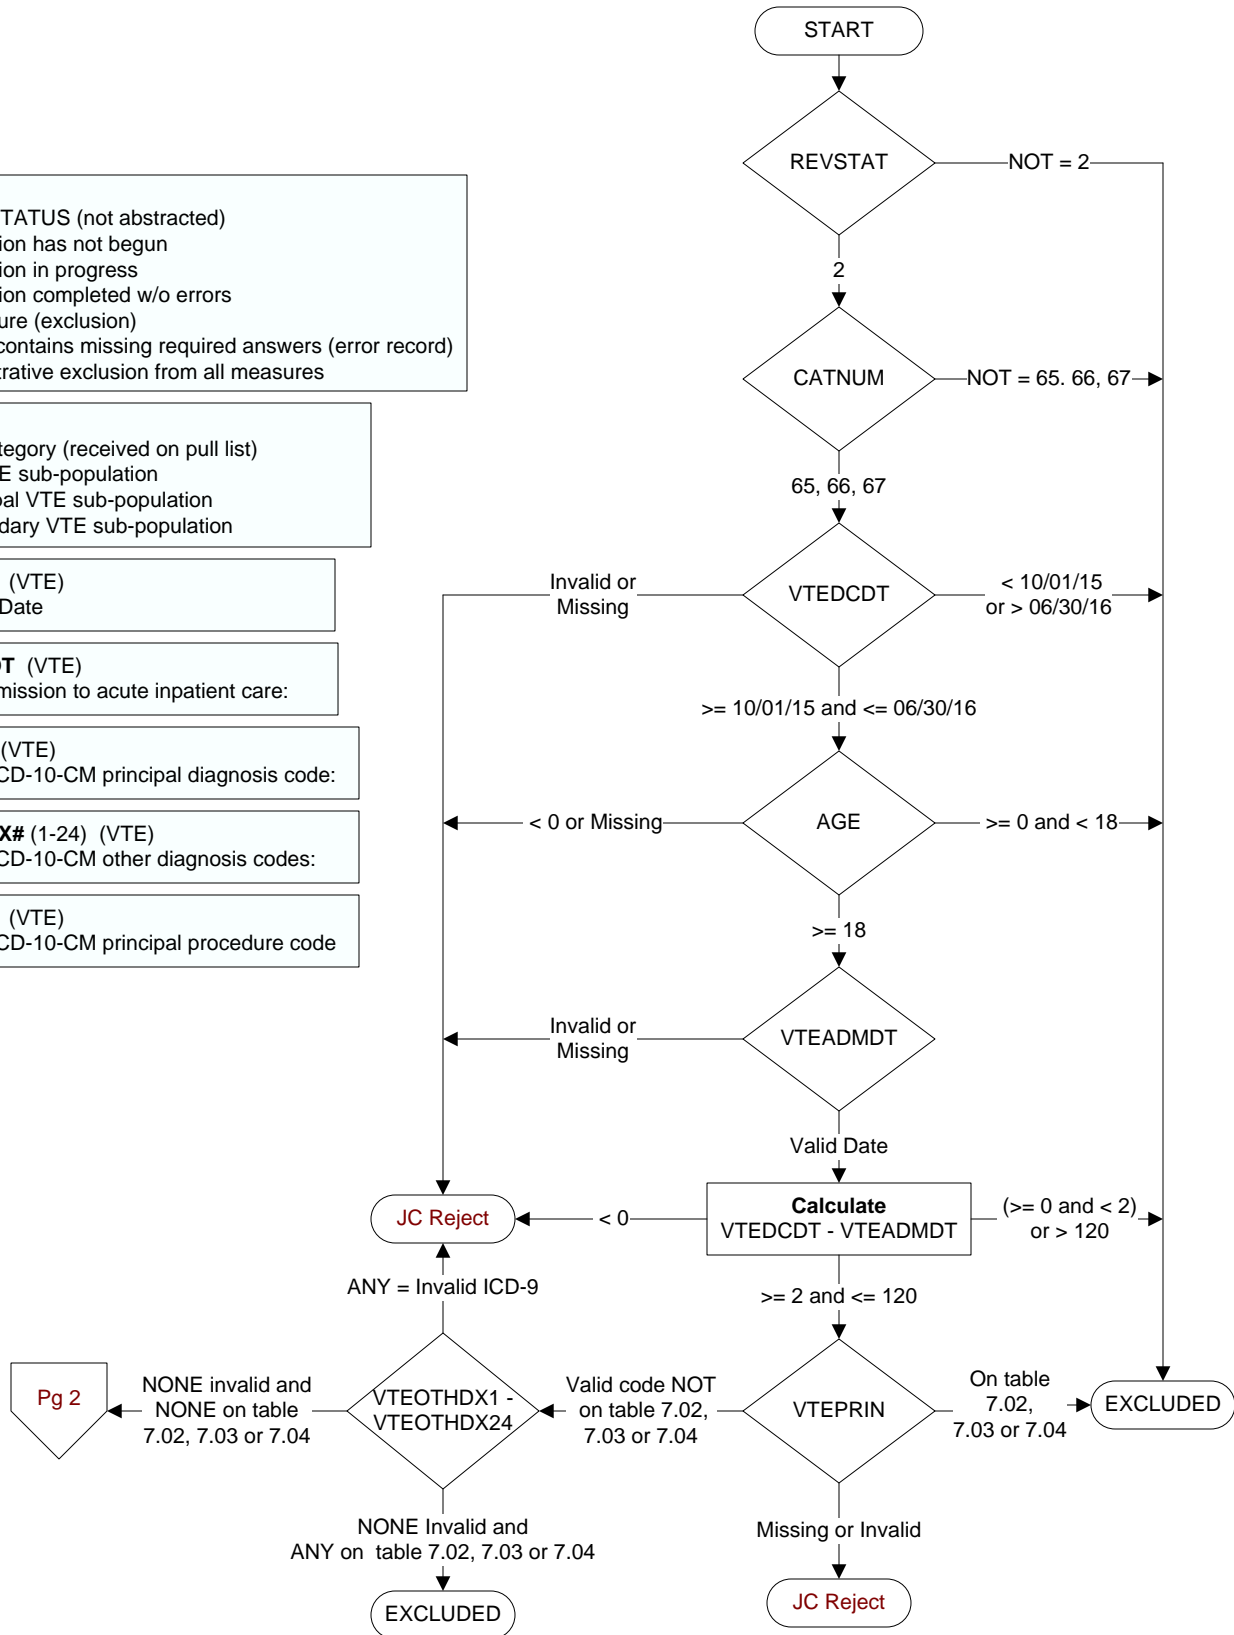 START
REVSTAT
NOT = 2
2
CATNUM
NOT = 65. 66, 67
65, 66, 67
VTEDCDT
Invalid or
Missing
< 10/01/15
or > 06/30/16
>= 10/01/15 and <= 06/30/16
AGE
< 0 or Missing
>= 0 and < 18
>= 18
VTEADMDT
Invalid or
Missing
Valid Date
Calculate
VTEDCDT - VTEADMDT
< 0
JC Reject
(>= 0 and < 2)
or > 120
>= 2 and <= 120
VTEPRIN
On table
7.02,
7.03 or 7.04
EXCLUDED
Valid code NOT
on table 7.02,
7.03 or 7.04
Missing or Invalid
JC Reject
VTEOTHDX1 -
VTEOTHDX24
ANY = Invalid ICD-9
NONE invalid and
NONE on table
7.02, 7.03 or 7.04
Pg 2
NONE Invalid and
ANY on table 7.02, 7.03 or 7.04
EXCLUDED
TATUS (not abstracted)
ion has not begun
ion in progress
ion completed w/o errors
ure (exclusion)
contains missing required answers (error record)
trative exclusion from all measures
tegory (received on pull list)
E sub-population
pal VTE sub-population
dary VTE sub-population
(VTE)
Date
DT (VTE)
mission to acute inpatient care:
(VTE)
CD-10-CM principal diagnosis code:
X# (1-24) (VTE)
CD-10-CM other diagnosis codes:
(VTE)
CD-10-CM principal procedure code